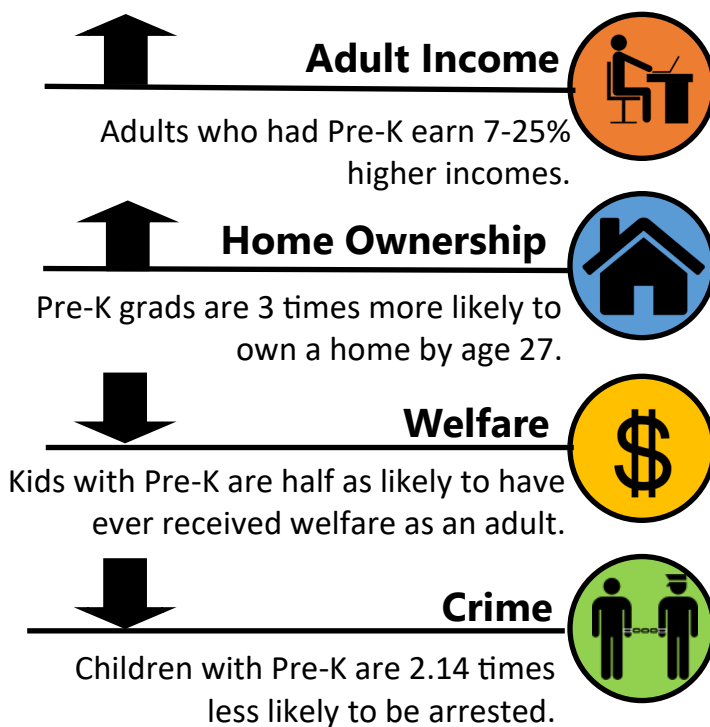 Adult Income
Adults who had Pre-K earn 7-25%
higher incomes.
Home Ownership
Pre-K grads are 3 times more likely to
own a home by age 27.
Welfare
$
Kids with Pre-K are half as likely to have
ever received welfare as an adult.
Crime
Children with Pre-K are 2.14 times
less likely to be arrested.